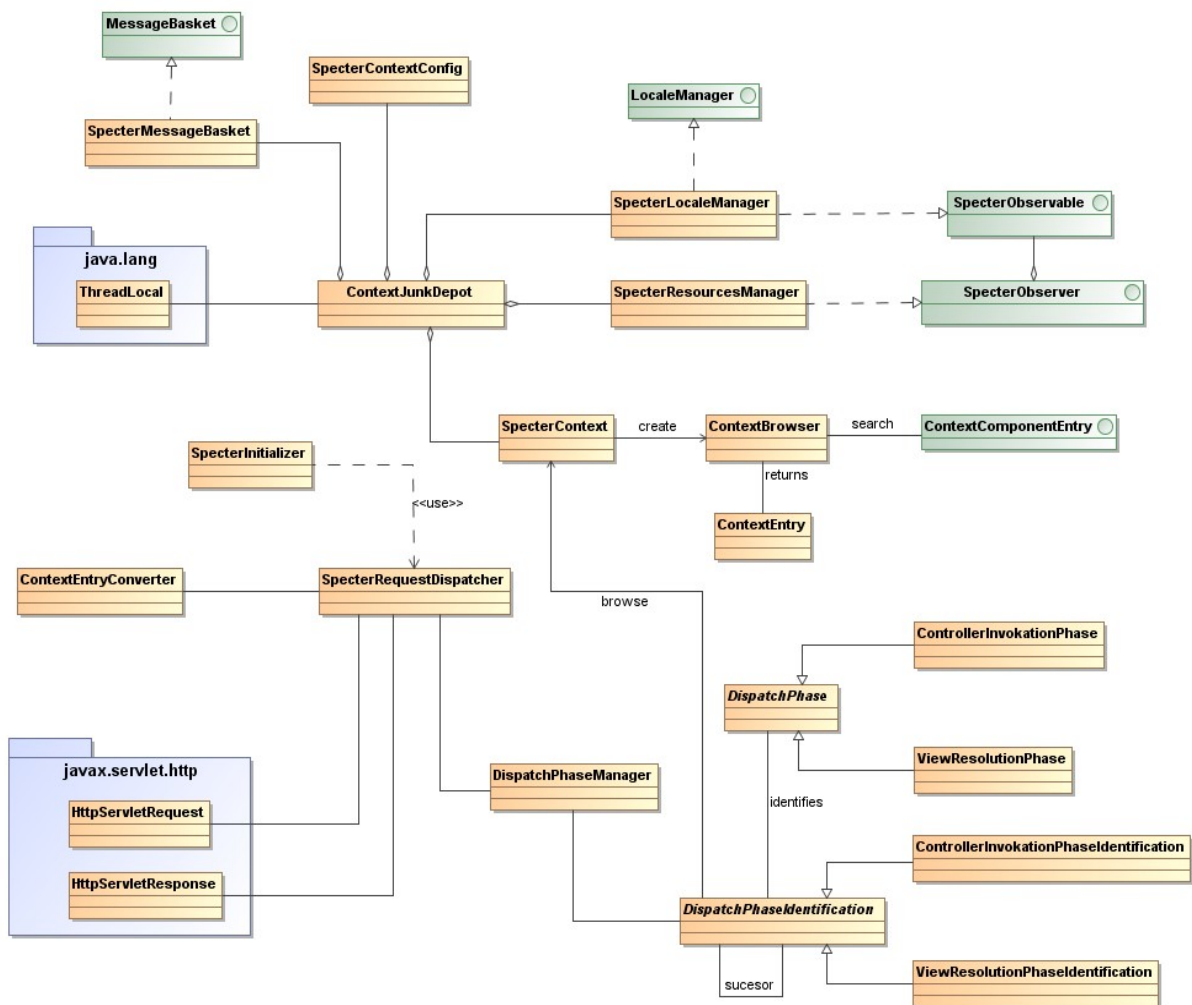 MessageBasket
SpecterContextConfig
LocaleManager
SpecterMessageBasket
SpecterLocaleManager
SpecterObservable
java.lang
ThreadLocal
ContextJunkDepot
SpecterResourcesManager
SpecterObserver
SpecterContext
create
ContextBrowser
search
ContextComponentEntry
SpecterInitializer
returns
<<use>>
ContextEntry
ContextEntryConverter
SpecterRequestDispatcher
browse
ControllerInvokationPhase
DispatchPhase
javax.servlet.http
DispatchPhaseManager
ViewResolutionPhase
HttpServletRequest
identifies
ControllerInvokationPhaseIdentification
HttpServletResponse
DispatchPhaseIdentification
ViewResolutionPhaseIdentification
sucesor